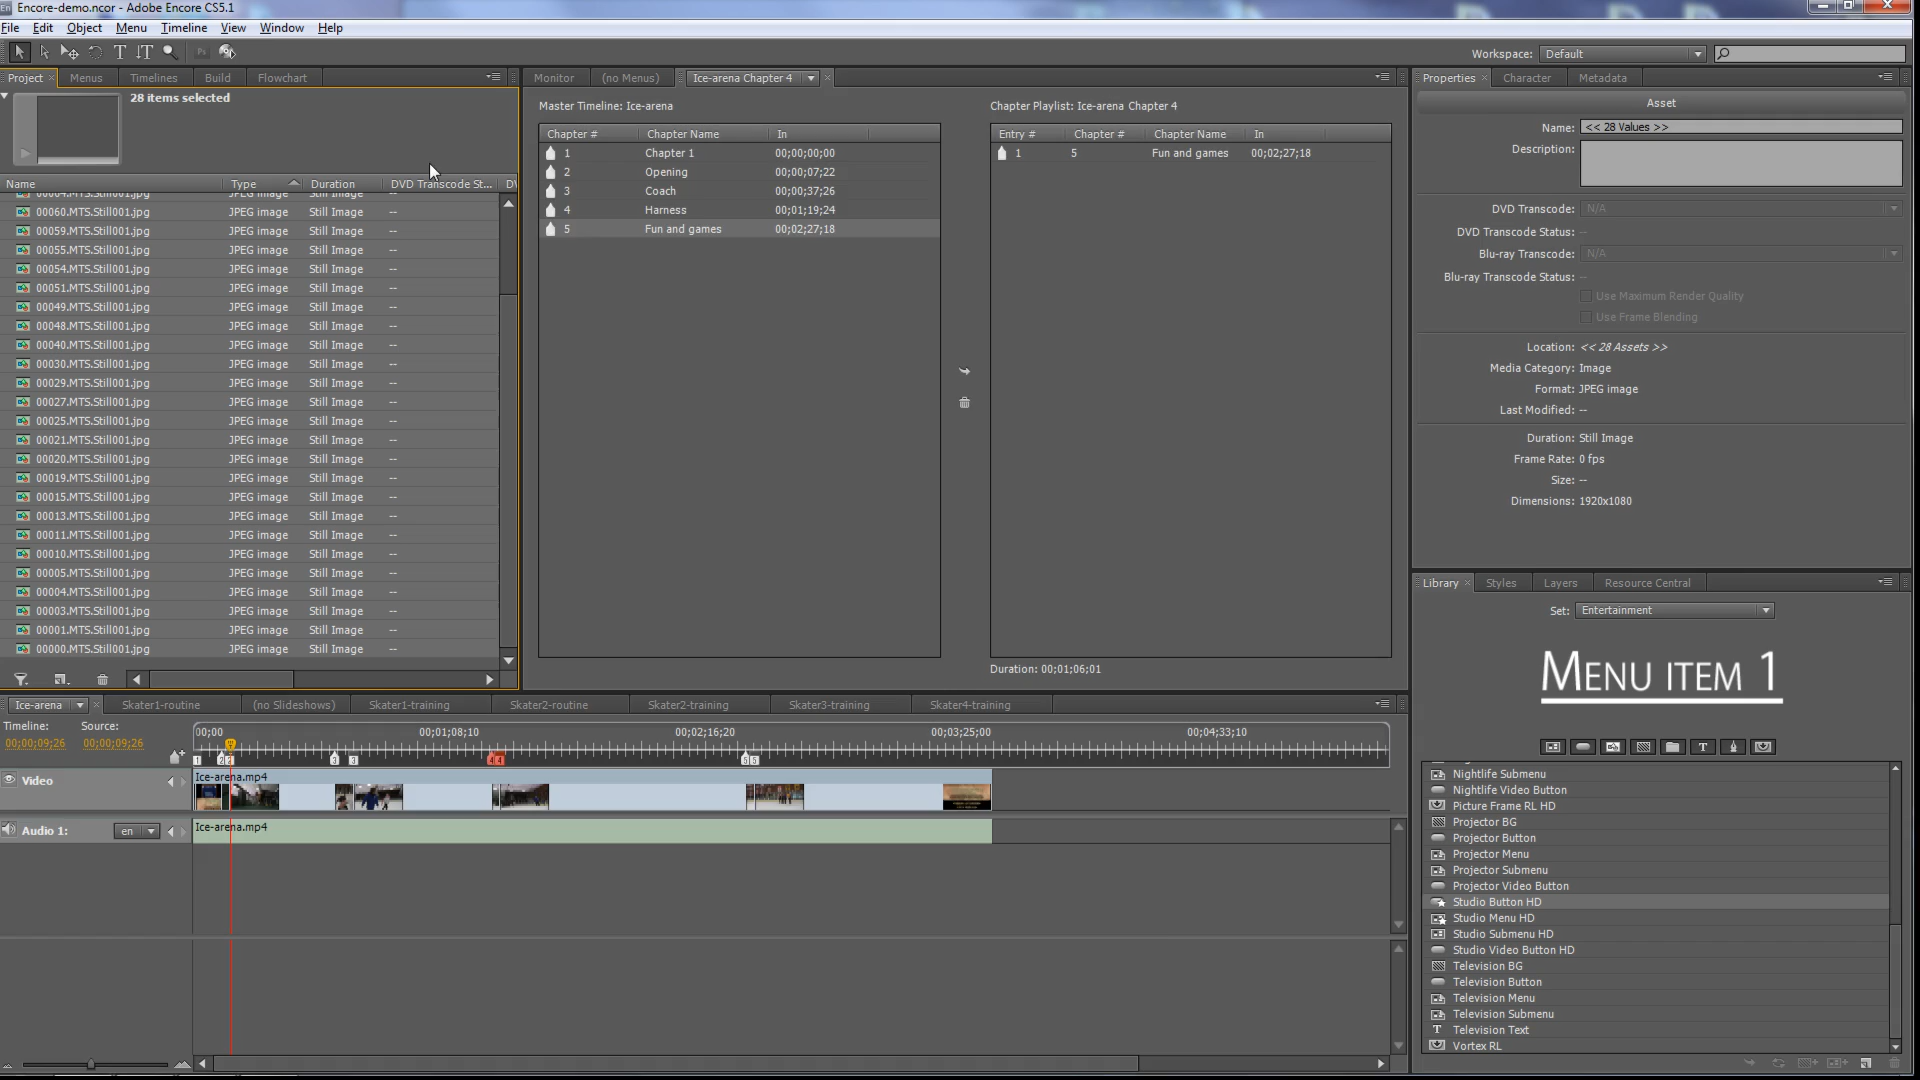 Encore-demo.ncor - Adobe Encore CS5.1
File Edit Object Menu Timeline View Window Help
Workspace: Default
Project Menus Timelines Build Flowchart
28 items selected
Name Type Duration DVD Transcode St...
00064.MTS.Still001.jpg JPEG image Still Image --
00060.MTS.Still001.jpg JPEG image Still Image --
00059.MTS.Still001.jpg JPEG image Still Image --
00055.MTS.Still001.jpg JPEG image Still Image --
00054.MTS.Still001.jpg JPEG image Still Image --
00051.MTS.Still001.jpg JPEG image Still Image --
00049.MTS.Still001.jpg JPEG image Still Image --
00048.MTS.Still001.jpg JPEG image Still Image --
00040.MTS.Still001.jpg JPEG image Still Image --
00030.MTS.Still001.jpg JPEG image Still Image --
00029.MTS.Still001.jpg JPEG image Still Image --
00027.MTS.Still001.jpg JPEG image Still Image --
00025.MTS.Still001.jpg JPEG image Still Image --
00021.MTS.Still001.jpg JPEG image Still Image --
00020.MTS.Still001.jpg JPEG image Still Image --
00019.MTS.Still001.jpg JPEG image Still Image --
00015.MTS.Still001.jpg JPEG image Still Image --
00013.MTS.Still001.jpg JPEG image Still Image --
00011.MTS.Still001.jpg JPEG image Still Image --
00010.MTS.Still001.jpg JPEG image Still Image --
00005.MTS.Still001.jpg JPEG image Still Image --
00004.MTS.Still001.jpg JPEG image Still Image --
00003.MTS.Still001.jpg JPEG image Still Image --
00001.MTS.Still001.jpg JPEG image Still Image --
00000.MTS.Still001.jpg JPEG image Still Image --
Monitor (no Menus) Ice-arena Chapter 4
Master Timeline: Ice-arena
Chapter # Chapter Name In
1 Chapter 1 00;00;00;00
2 Opening 00;00;07;22
3 Coach 00;00;37;26
4 Harness 00;01;19;24
5 Fun and games 00;02;27;18
Chapter Playlist: Ice-arena Chapter 4
Entry # Chapter # Chapter Name In
1 5 Fun and games 00;02;27;18
Duration: 00;01;06;01
Properties Character Metadata
Asset
Name: << 28 Values >>
Description:
DVD Transcode: N/A
DVD Transcode Status: --
Blu-ray Transcode: N/A
Blu-ray Transcode Status: --
Use Maximum Render Quality
Use Frame Blending
Location: << 28 Assets >>
Media Category: Image
Format: JPEG image
Last Modified: --
Duration: Still Image
Frame Rate: 0 fps
Size: --
Dimensions: 1920x1080
Library Styles Layers Resource Central
Set: Entertainment
MENU ITEM 1
Nightlife Submenu
Nightlife Video Button
Picture Frame RL HD
Projector BG
Projector Button
Projector Menu
Projector Submenu
Projector Video Button
Studio Button HD
Studio Menu HD
Studio Submenu HD
Studio Video Button HD
Television BG
Television Button
Television Menu
Television Submenu
Television Text
Vortex RL
Ice-arena Skater1-routine (no Slideshows) Skater1-training Skater2-routine Skater2-training Skater3-training Skater4-training
Timeline: Source:
00;00;09;26 00;00;09;26
00;00 00;01;08;10 00;02;16;20 00;03;25;00 00;04;33;10
Video
Ice-arena.mp4
Audio 1: en
Ice-arena.mp4